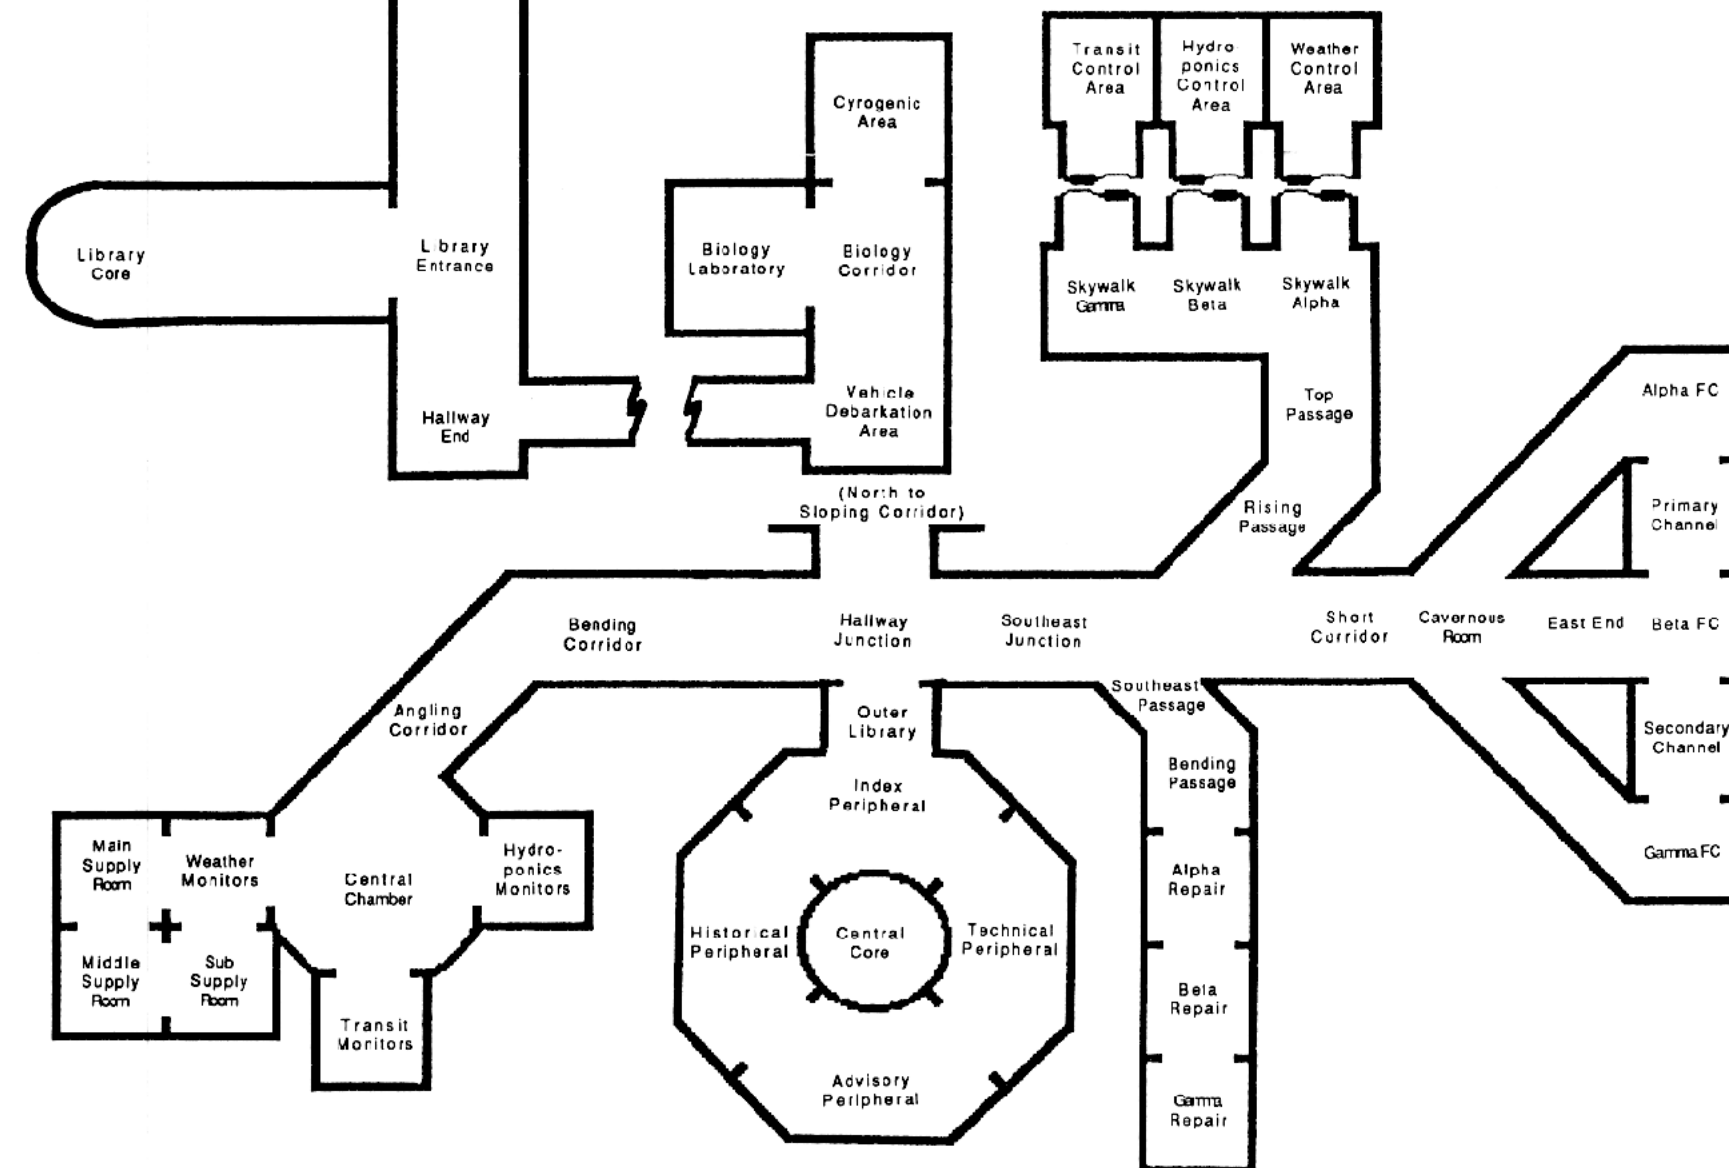 Transit
Control
Area
Hydro-
ponics
Control
Area
Weather
Control
Area
Cyrogenic
Area
Library
Core
Library
Entrance
Biology
Laboratory
Biology
Corridor
Skywalk
Gamma
Skywalk
Beta
Skywalk
Alpha
Hallway
End
Vehicle
Debarkation
Area
Top
Passage
Alpha FC
(North to
Sloping Corridor)
Rising
Passage
Primary
Channel
Bending
Corridor
Hallway
Junction
Southeast
Junction
Short
Corridor
Cavernous
Room
East End
Beta FC
Angling
Corridor
Outer
Library
Southeast
Passage
Secondary
Channel
Bending
Passage
Index
Peripheral
Main
Supply
Room
Weather
Monitors
Central
Chamber
Hydro-
ponics
Monitors
Alpha
Repair
Gamma FC
Historical
Peripheral
Central
Core
Technical
Peripheral
Middle
Supply
Room
Sub
Supply
Room
Transit
Monitors
Beta
Repair
Advisory
Peripheral
Gamma
Repair